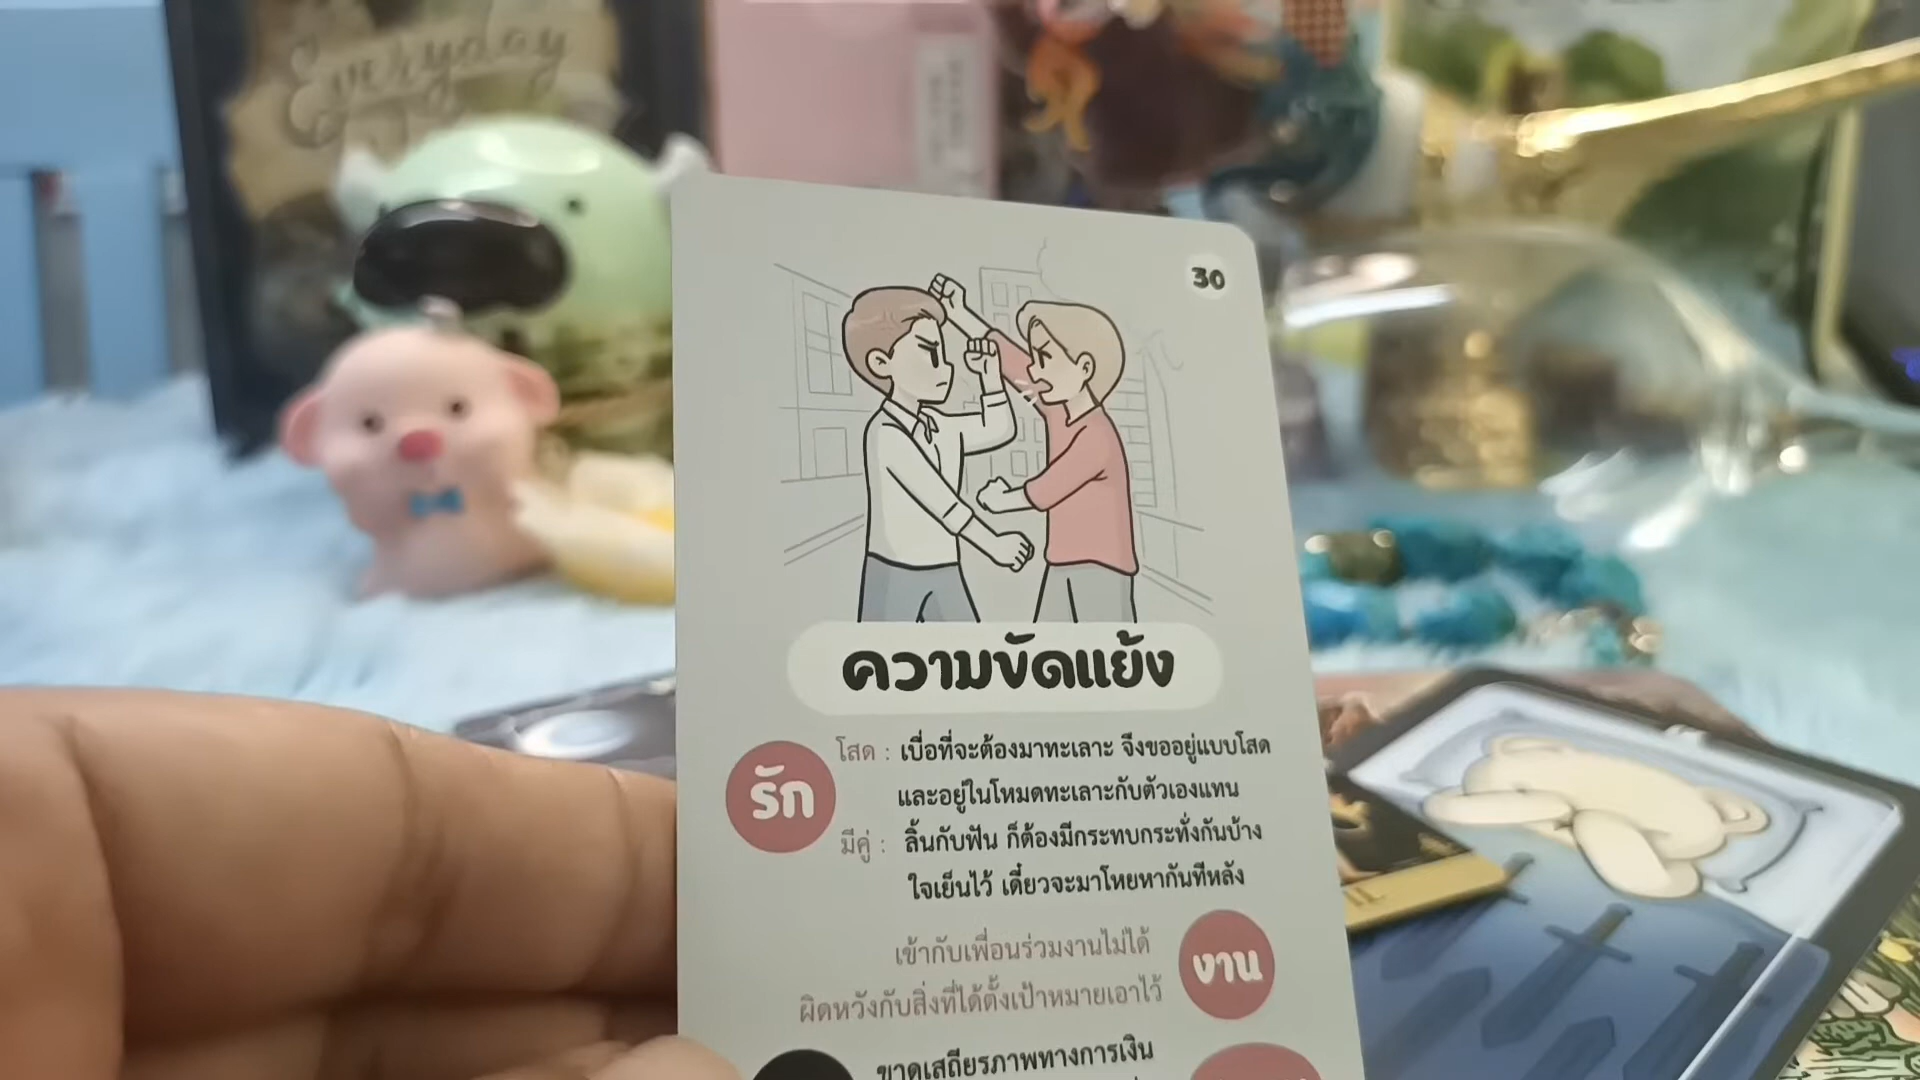 Everyday
30
ความขัดแย้ง
รัก
โสด : เบื่อที่จะต้องมาทะเลาะ จึงขออยู่แบบโสด
และอยู่ในโหมดทะเลาะกับตัวเองแทน
มีคู่ : ลิ้นกับฟัน ก็ต้องมีกระทบกระทั่งกันบ้าง
ใจเย็นไว้ เดี๋ยวจะมาโหยหากันทีหลัง
เข้ากับเพื่อนร่วมงานไม่ได้
งาน
ผิดหวังกับสิ่งที่ได้ตั้งเป้าหมายเอาไว้
ขาดเสถียรภาพทางการเงิน